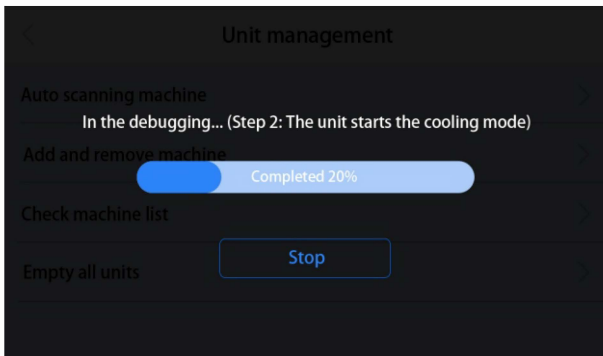 Unit management
Auto scanning machine
In the debugging... (Step 2: The unit starts the cooling mode)
Add and remove machine
Completed 20%
Check machine list
Stop
Empty all units